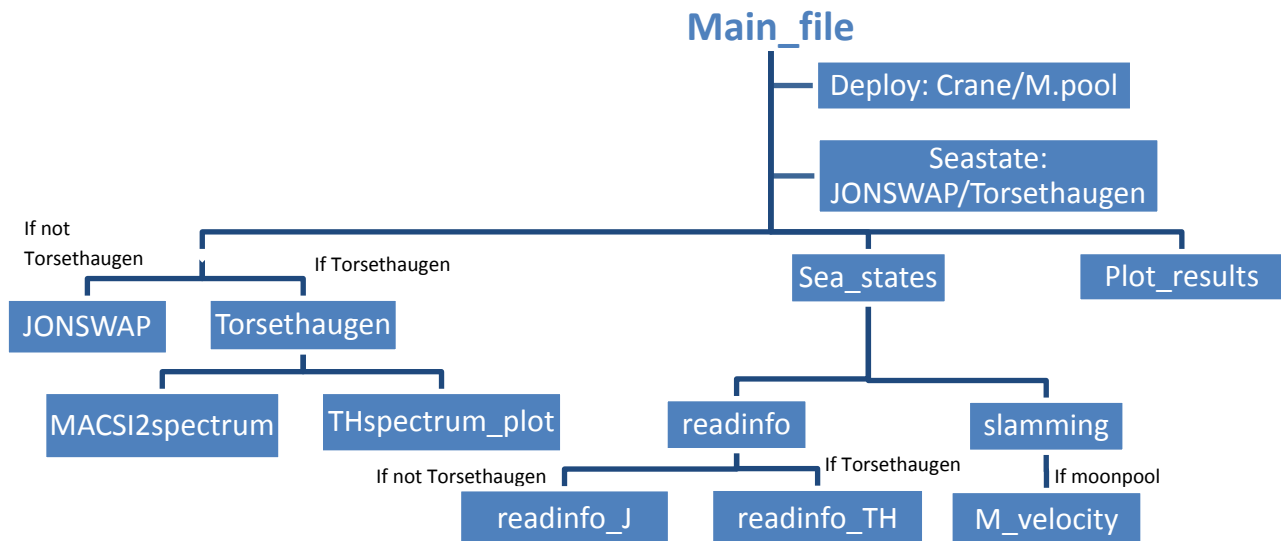 Main_file
Deploy: Crane/M.pool
Seastate:
JONSWAP/Torsethaugen
If not
Torsethaugen
If Torsethaugen
Sea_states
Plot_results
JONSWAP
Torsethaugen
MACSI2spectrum
THspectrum_plot
readinfo
slamming
If not Torsethaugen
If Torsethaugen
If moonpool
readinfo_J
readinfo_TH
M_velocity